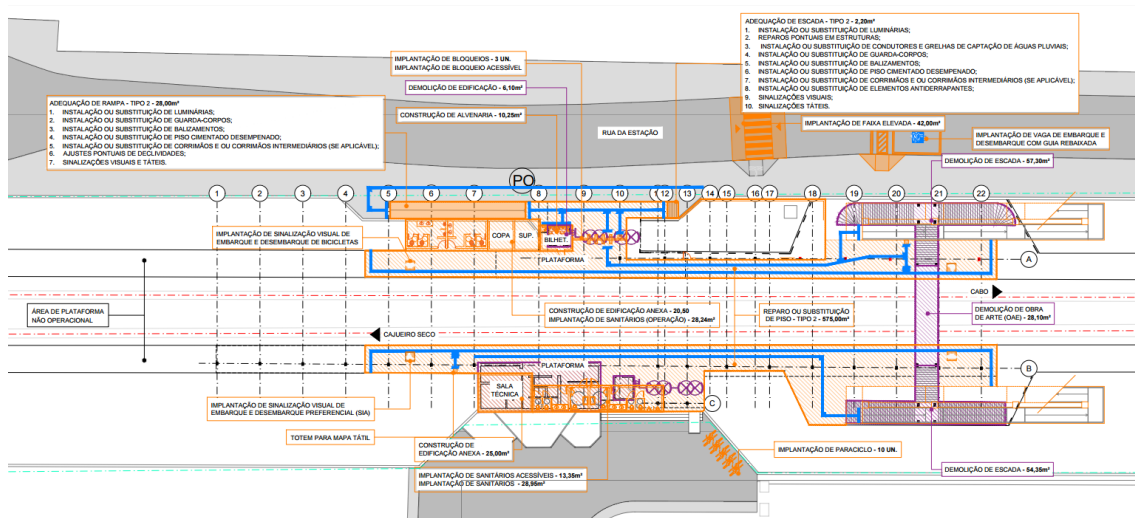 ADEQUAÇÃO DE ESCADA - TIPO 2 - 2,20m²
1. INSTALAÇÃO OU SUBSTITUIÇÃO DE LUMINÁRIAS;
2. REPAROS PONTUAIS EM ESTRUTURAS;
3. INSTALAÇÃO OU SUBSTITUIÇÃO DE CONDUTORES E GRELHAS DE CAPTAÇÃO DE ÁGUAS PLUVIAIS;
4. INSTALAÇÃO OU SUBSTITUIÇÃO DE GUARDA-CORPOS;
5. INSTALAÇÃO OU SUBSTITUIÇÃO DE BALIZAMENTOS;
6. INSTALAÇÃO OU SUBSTITUIÇÃO DE PISO CIMENTADO DESEMPENADO;
7. INSTALAÇÃO OU SUBSTITUIÇÃO DE CORRIMÃOS E OU CORRIMÕES INTERMEDIÁRIOS (SE APLICÁVEL);
8. INSTALAÇÃO OU SUBSTITUIÇÃO DE ELEMENTOS ANTIDERRAPANTES;
9. SINALIZAÇÕES VISUAIS;
10. SINALIZAÇÕES TÁTEIS.
IMPLANTAÇÃO DE BLOQUEIOS - 3 UN.
IMPLANTAÇÃO DE BLOQUEIO ACESSÍVEL
DEMOLIÇÃO DE EDIFICAÇÃO - 6,10m²
ADEQUAÇÃO DE RAMPA - TIPO 2 - 28,00m²
1. INSTALAÇÃO OU SUBSTITUIÇÃO DE LUMINÁRIAS;
2. INSTALAÇÃO OU SUBSTITUIÇÃO DE GUARDA-CORPOS;
3. INSTALAÇÃO OU SUBSTITUIÇÃO DE BALIZAMENTOS;
4. INSTALAÇÃO OU SUBSTITUIÇÃO DE PISO CIMENTADO DESEMPENADO;
5. INSTALAÇÃO OU SUBSTITUIÇÃO DE CORRIMÃOS E OU CORRIMÕES INTERMEDIÁRIOS (SE APLICÁVEL);
6. AJUSTES PONTUAIS DE DECLIVIDADES;
7. SINALIZAÇÕES VISUAIS E TÁTEIS.
CONSTRUÇÃO DE ALVENARIA - 10,25m²
RUA DA ESTAÇÃO
IMPLANTAÇÃO DE FAIXA ELEVADA - 42,00m²
IMPLANTAÇÃO DE VAGA DE EMBARQUE E
DESEMBARQUE COM GUIA REBAIXADA
DEMOLIÇÃO DE ESCADA - 57,30m²
PO
1 2 3 4 5 6 7 8 9 10 11 12 13 14 15 16 17 18 19 20 21 22
IMPLANTAÇÃO DE SINALIZAÇÃO VISUAL DE
EMBARQUE E DESEMBARQUE DE BICICLETAS
COPA
SUP.
BILHET.
PLATAFORMA
A
CABO
ÁREA DE PLATAFORMA
NÃO OPERACIONAL
CONSTRUÇÃO DE EDIFICAÇÃO ANEXA - 20,50
IMPLANTAÇÃO DE SANITÁRIOS (OPERAÇÃO) - 28,24m²
REPARO OU SUBSTITUIÇÃO
DE PISO - TIPO 2 - 575,00m²
DEMOLIÇÃO DE OBRA
DE ARTE (OAE) - 28,10m²
CAJUEIRO SECO
PLATAFORMA
B
SALA
TÉCNICA
C
IMPLANTAÇÃO DE SINALIZAÇÃO VISUAL DE
EMBARQUE E DESEMBARQUE PREFERENCIAL (SIA)
TOTEM PARA MAPA TÁTIL
CONSTRUÇÃO DE
EDIFICAÇÃO ANEXA - 25,00m²
IMPLANTAÇÃO DE PARACICLO - 10 UN.
DEMOLIÇÃO DE ESCADA - 54,35m²
IMPLANTAÇÃO DE SANITÁRIOS ACESSÍVEIS - 13,35m²
IMPLANTAÇÃO DE SANITÁRIOS - 28,95m²